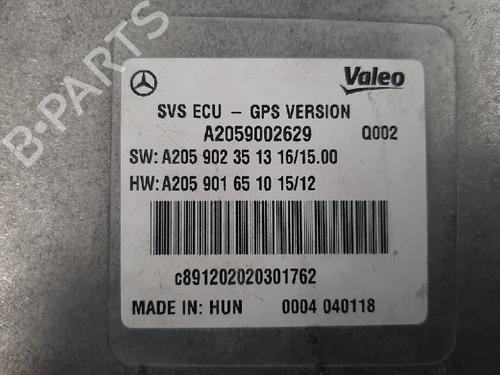 B-PARTS
Valeo
SVS ECU - GPS VERSION
A2059002629 Q002
SW: A205 902 35 13 16/15.00
HW: A205 901 65 10 15/12
c891202020301762
MADE IN: HUN 0004 040118